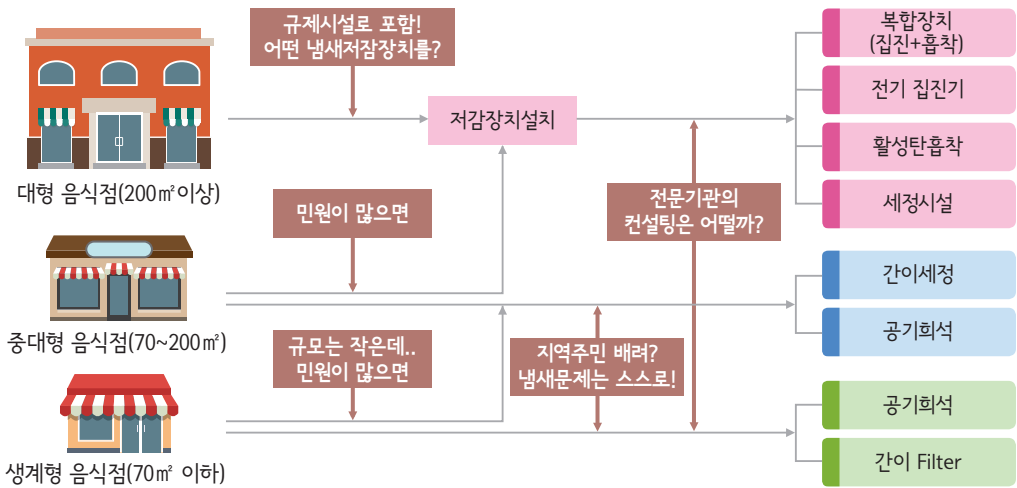 규제시설로 포함!
어떤 냄새저잠장치를?
저감장치설치
대형 음식점(200㎡이상)
민원이 많으면
전문기관의
컨설팅은 어떨까?
복합장치
(집진+흡착)
전기 집진기
활성탄흡착
세정시설
중대형 음식점(70~200㎡)
규모는 작은데..
민원이 많으면
지역주민 배려?
냄새문제는 스스로!
간이세정
공기희석
생계형 음식점(70㎡ 이하)
공기희석
간이 Filter